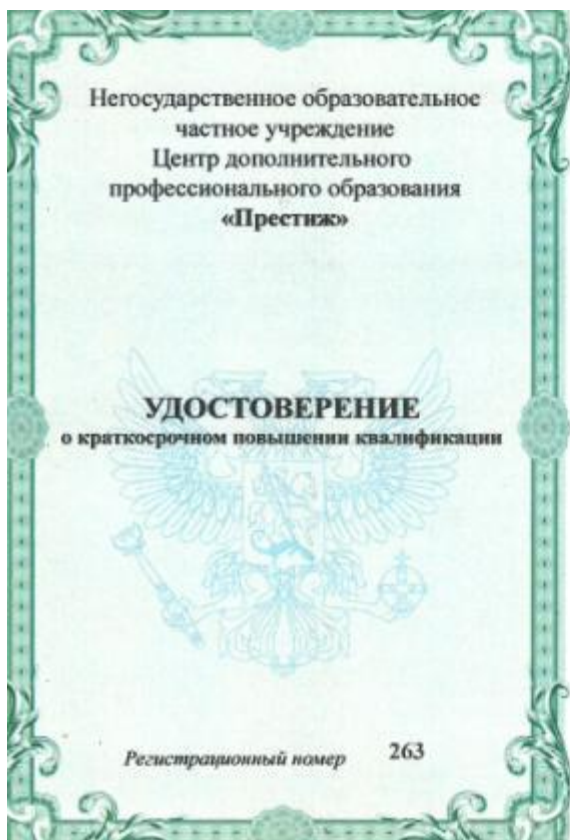 Негосударственное образовательное
частное учреждение
Центр дополнительного
профессионального образования
«Престиж»
УДОСТОВЕРЕНИЕ
о краткосрочном повышении квалификации
Регистрационный номер 263